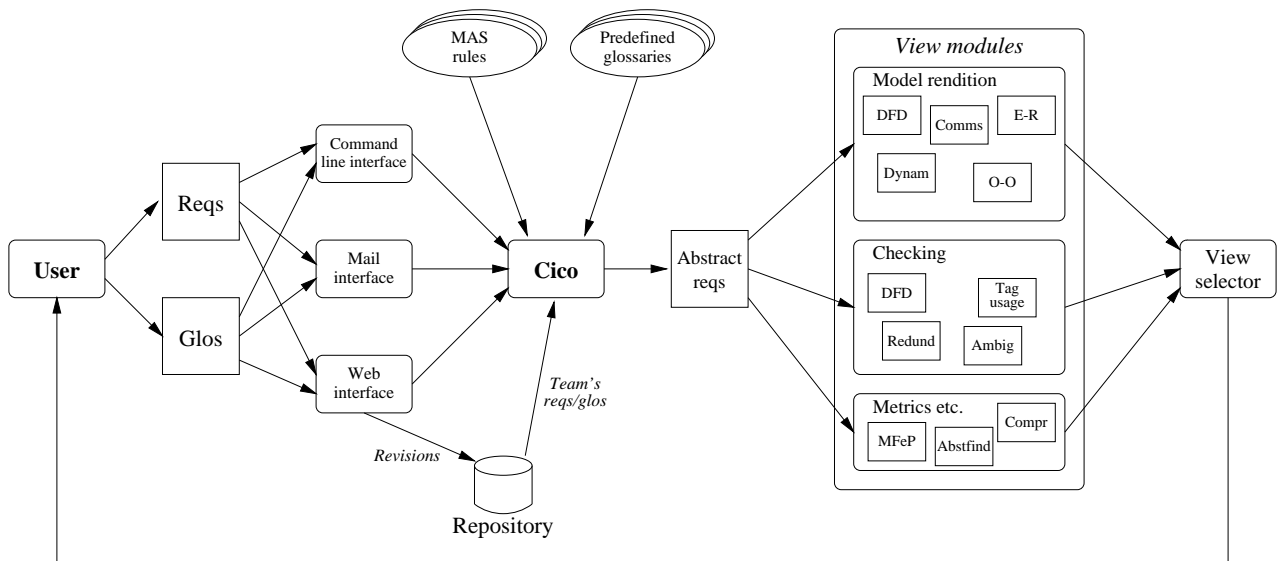 MAS
rules
Predefined
glossaries
View modules
Model rendition
DFD
Comms
E-R
Dynam
O-O
Command
line interface
Reqs
User
Mail
interface
Cico
Abstract
reqs
Checking
DFD
Tag
usage
Redund
Ambig
View
selector
Glos
Web
interface
Team's
reqs/glos
Revisions
Repository
Metrics etc.
MFeP
Abstfind
Compr